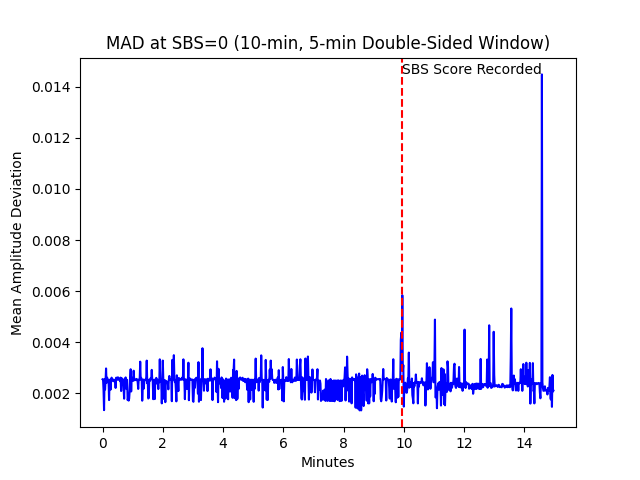 MAD at SBS=0 (10-min, 5-min Double-Sided Window)
SBS Score Recorded
0.014
0.012
0.010
0.008
0.006
0.004
0.002
Mean Amplitude Deviation
0 2 4 6 8 10 12 14
Minutes